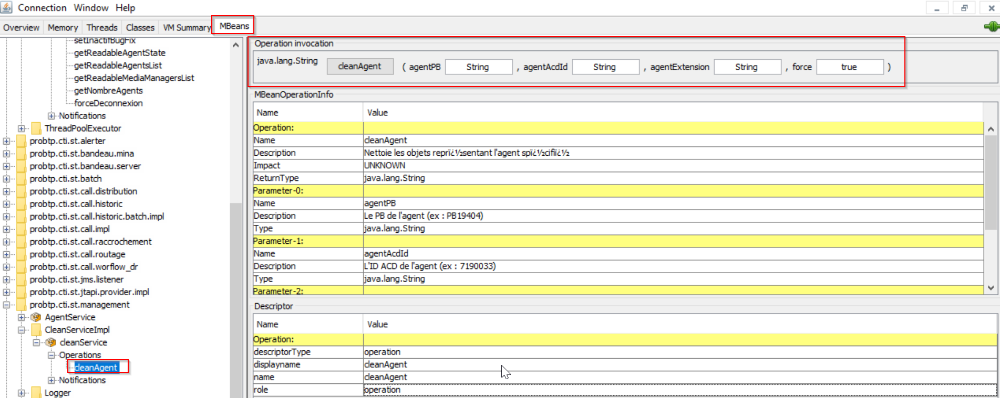 Connection Window Help
Overview Memory Threads Classes VM Summary MBeans
setInactifBugFix
getReadableAgentState
getReadableAgentsList
getReadableMediaManagersList
getNombreAgents
forceDeconnexion
Notifications
ThreadPoolExecutor
probtp.cti.st.alerter
probtp.cti.st.bandeau.mina
probtp.cti.st.bandeau.server
probtp.cti.st.batch
probtp.cti.st.call.distribution
probtp.cti.st.call.historic
probtp.cti.st.call.historic.batch.impl
probtp.cti.st.call.impl
probtp.cti.st.call.raccrochement
probtp.cti.st.call.routage
probtp.cti.st.call.worflow_dr
probtp.cti.st.jms.listener
probtp.cti.st.jtapi.provider.impl
probtp.cti.st.management
AgentService
CleanServiceImpl
cleanService
Operations
cleanAgent
Notifications
Logger
Operation invocation
java.lang.String cleanAgent ( agentPB String , agentAcdId String , agentExtension String , force true )
MBeanOperationInfo
Name Value
Operation:
Name cleanAgent
Description Nettoie les objets reprï¿½sentant l'agent spï¿½cifiï¿½
Impact UNKNOWN
ReturnType java.lang.String
Parameter-0:
Name agentPB
Description Le PB de l'agent (ex : PB19404)
Type java.lang.String
Parameter-1:
Name agentAcdId
Description L'ID ACD de l'agent (ex : 7190033)
Type java.lang.String
Parameter-2:
Descriptor
Name Value
Operation:
descriptorType operation
displayname cleanAgent
name cleanAgent
role operation